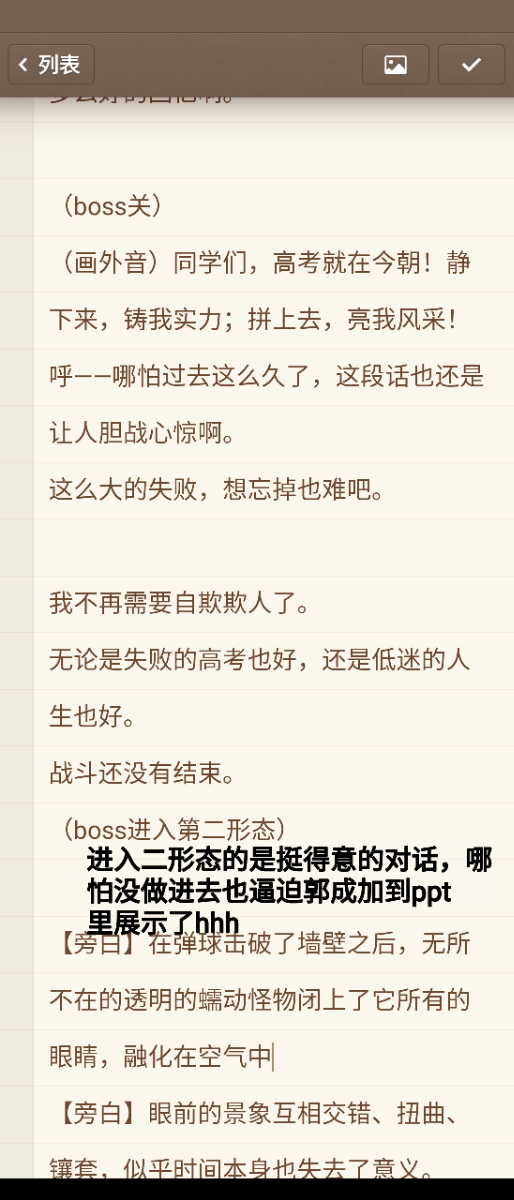 列表
多么好的回忆啊。
（boss关）
（画外音）同学们，高考就在今朝！静
下来，铸我实力；拼上去，亮我风采！
呼——哪怕过去这么久了，这段话也还是
让人胆战心惊啊。
这么大的失败，想忘掉也难吧。
我不再需要自欺欺人了。
无论是失败的高考也好，还是低迷的人
生也好。
战斗还没有结束。
（boss进入第二形态）
进入二形态的是挺得意的对话，哪
怕没做进去也逼迫郭成加到ppt
里展示了hhh
【旁白】在弹球击破了墙壁之后，无所
不在的透明的蠕动怪物闭上了它所有的
眼睛，融化在空气中
【旁白】眼前的景象互相交错、扭曲、
镶套，似乎时间本身也失去了意义。